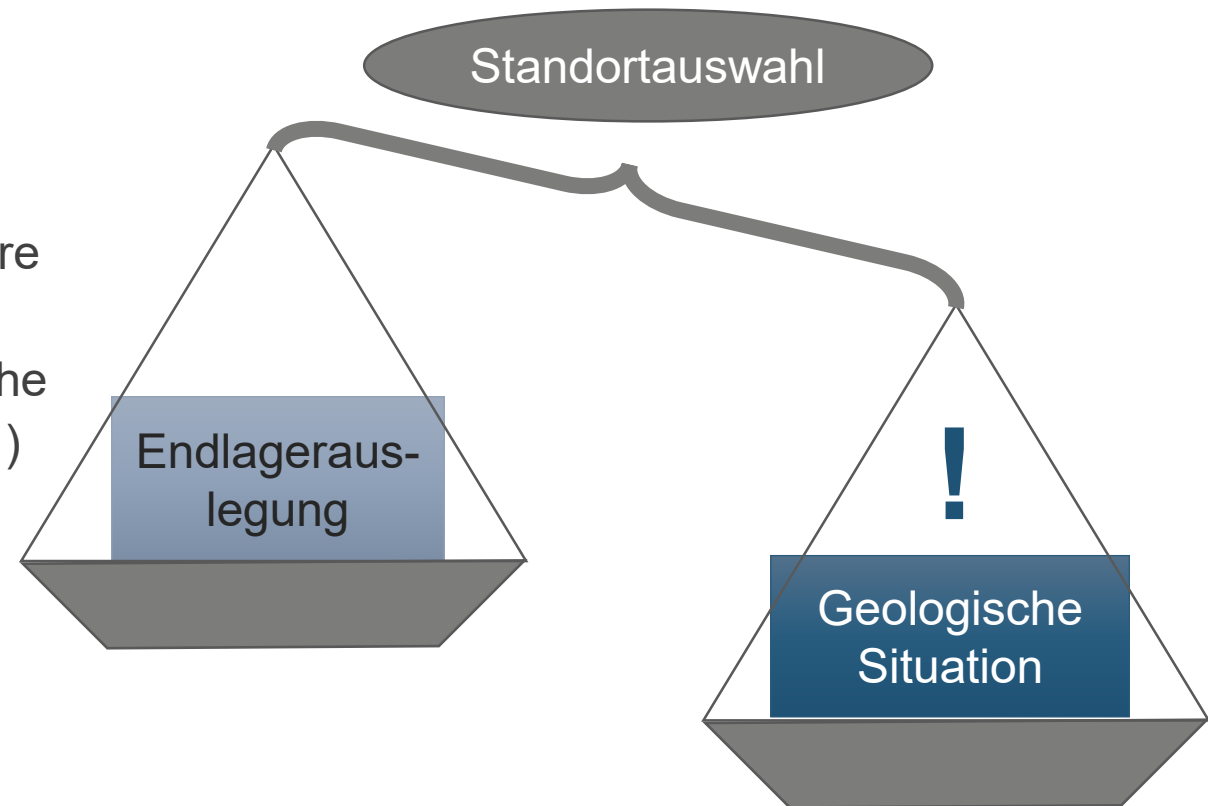 Standortauswahl
re
he
)
Endlageraus-
legung
!
Geologische
Situation